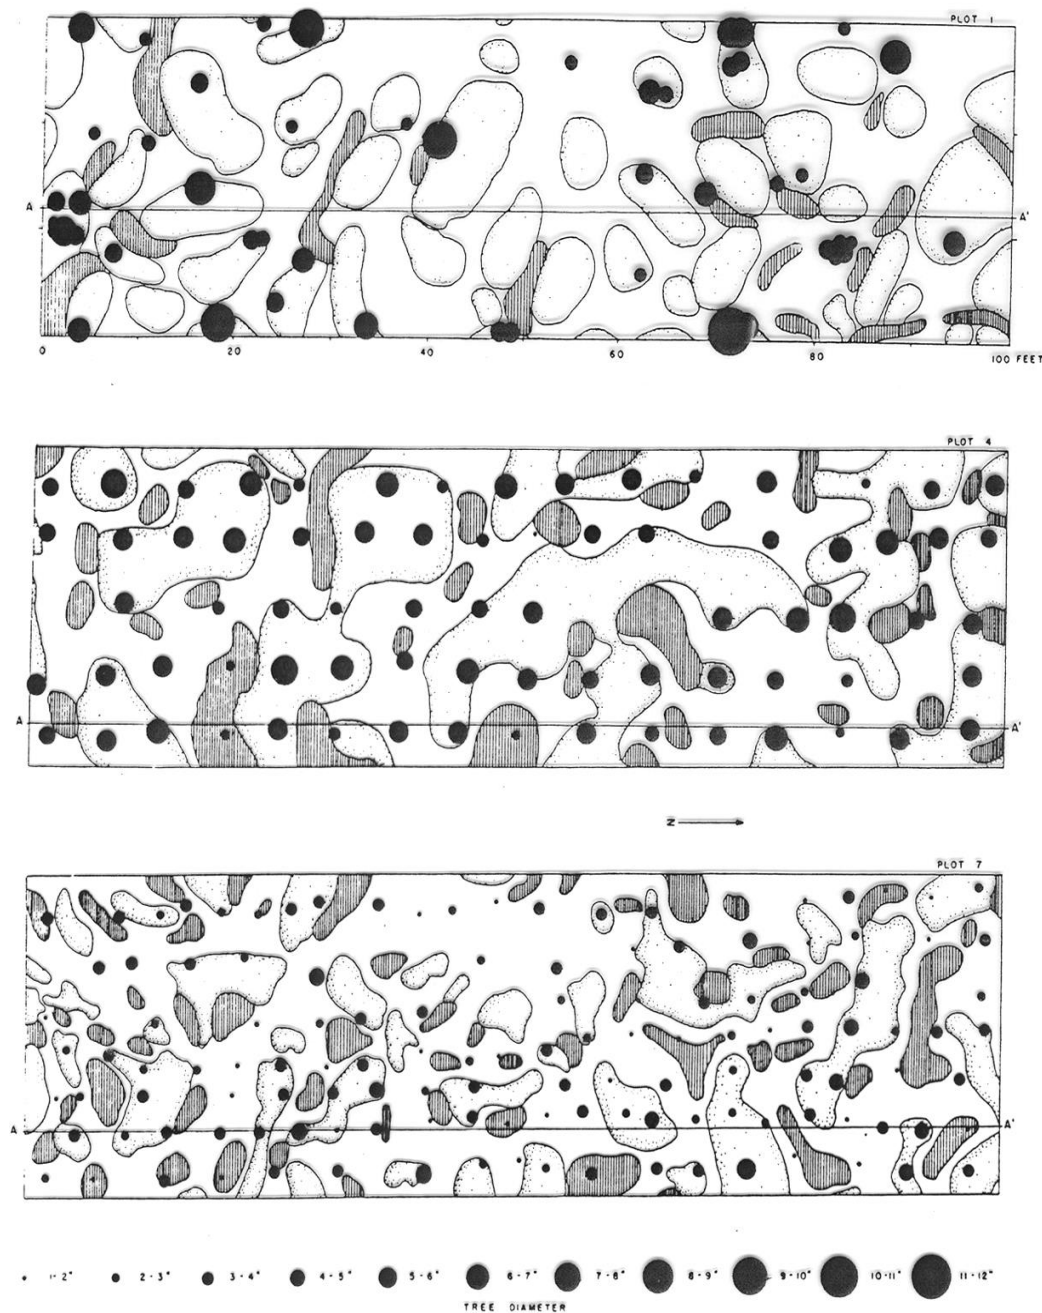 PLOT 1
A A'
0 20 40 60 80 100 FEET
PLOT 4
A A'
N
PLOT 7
A A'
1-2" 2-3" 3-4" 4-5" 5-6" 6-7" 7-8" 8-9" 9-10" 10-11" 11-12"
TREE DIAMETER